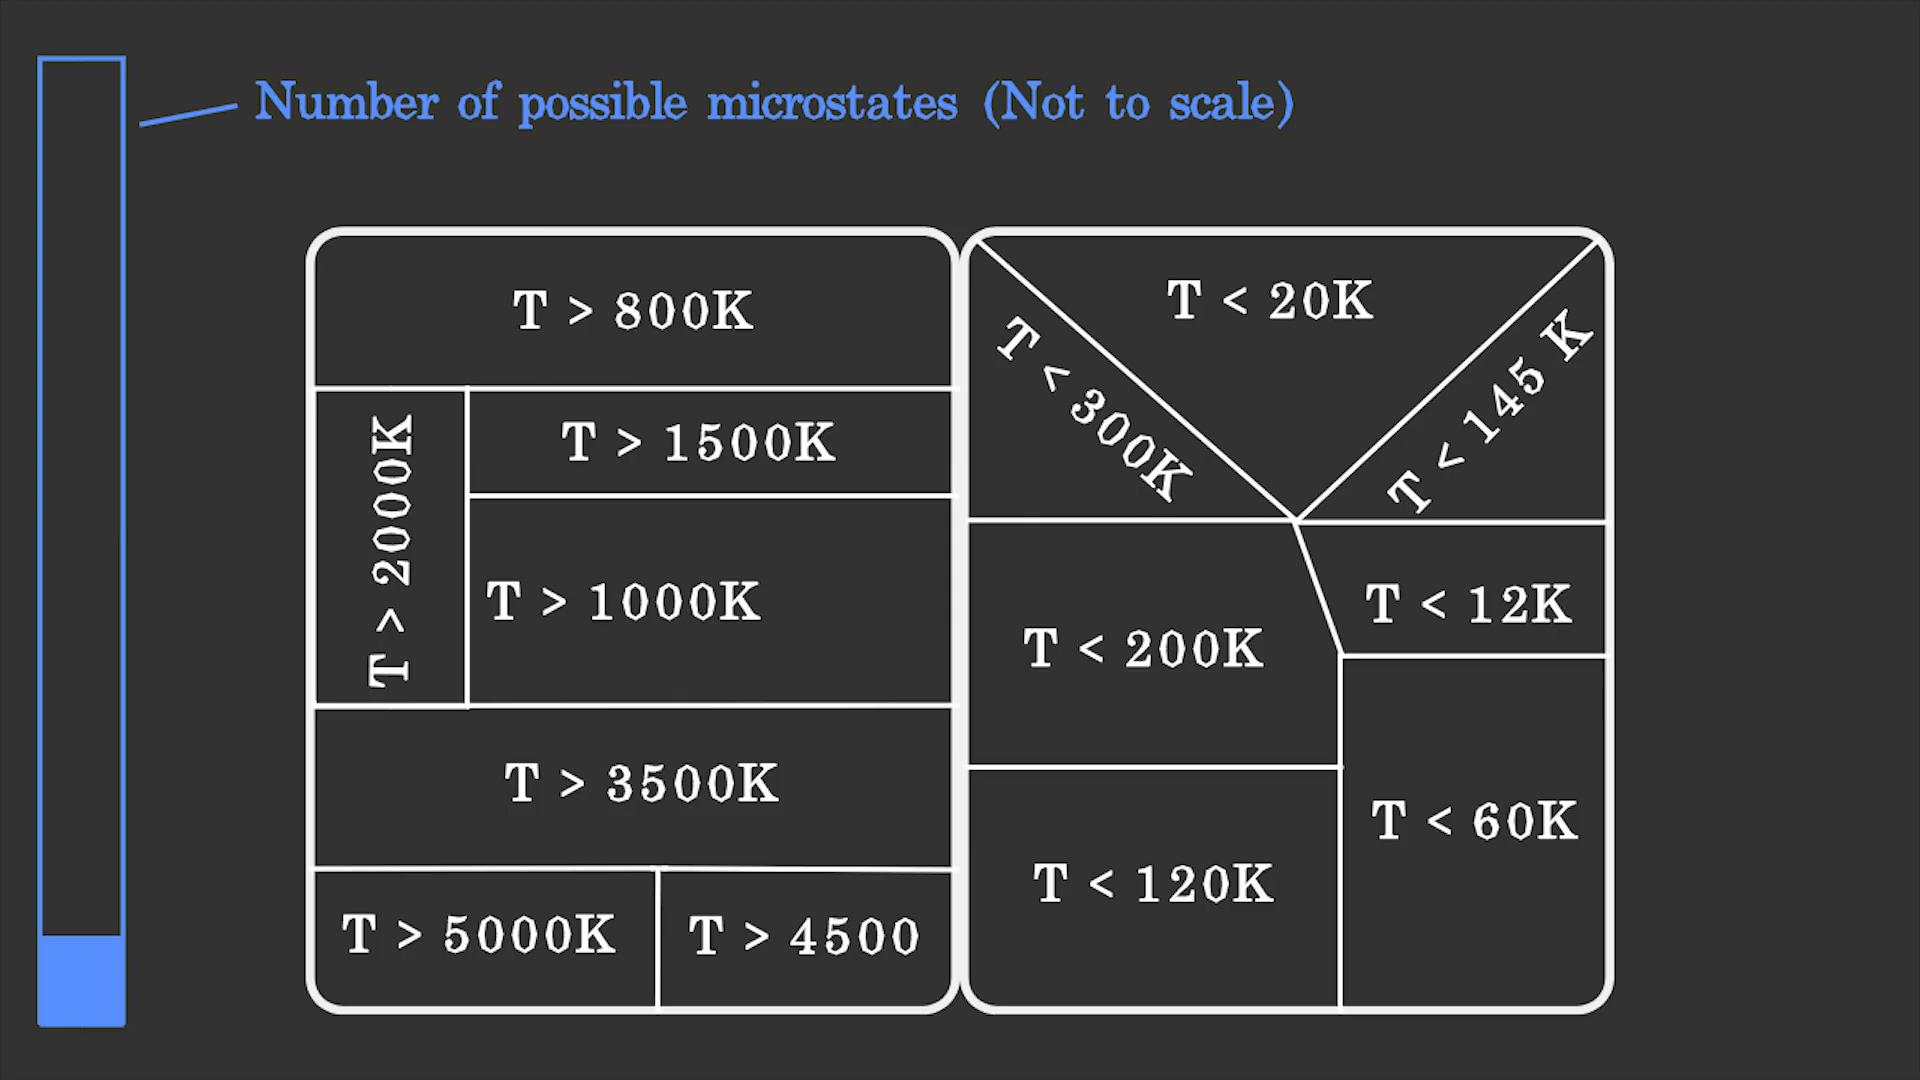 Number of possible microstates (Not to scale)
T > 800K
T > 2000K
T > 1500K
T > 1000K
T > 3500K
T > 5000K
T > 4500
T < 20K
T < 300K
T < 145 K
T < 200K
T < 12K
T < 120K
T < 60K